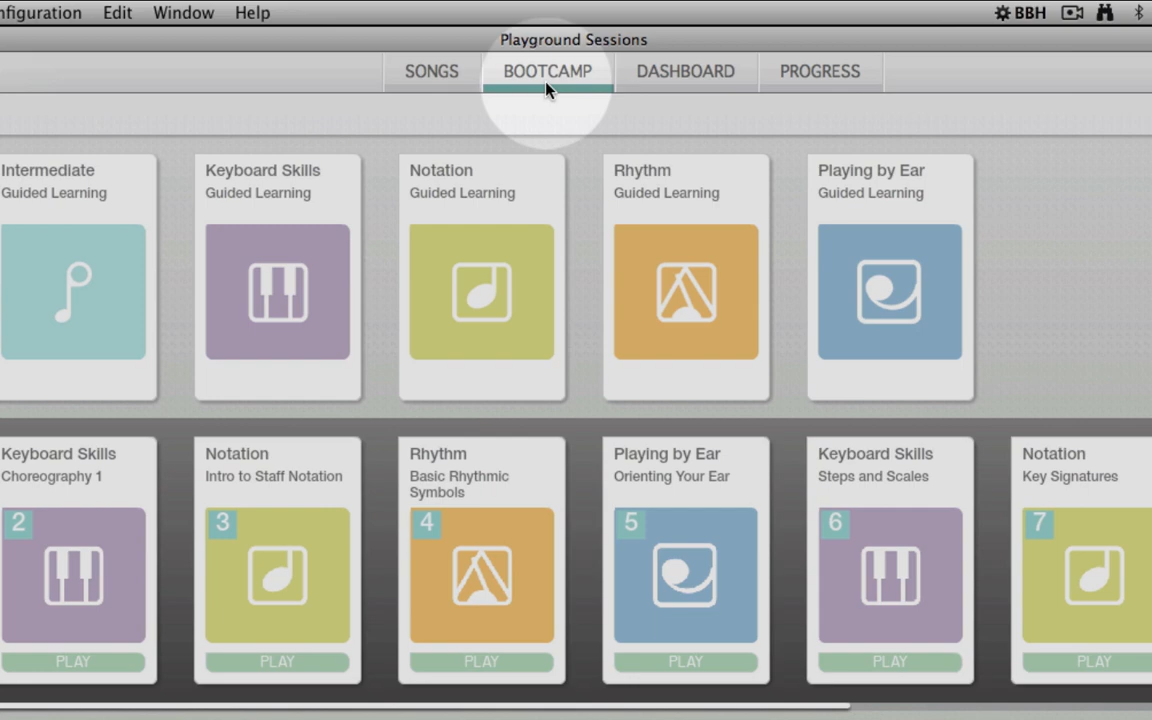 nfiguration Edit Window Help BBH
Playground Sessions
SONGS BOOTCAMP DASHBOARD PROGRESS
Intermediate
Guided Learning
Keyboard Skills
Guided Learning
Notation
Guided Learning
Rhythm
Guided Learning
Playing by Ear
Guided Learning
Keyboard Skills
Choreography 1
2
PLAY
Notation
Intro to Staff Notation
3
PLAY
Rhythm
Basic Rhythmic
Symbols
4
PLAY
Playing by Ear
Orienting Your Ear
5
PLAY
Keyboard Skills
Steps and Scales
6
PLAY
Notation
Key Signatures
7
PLAY